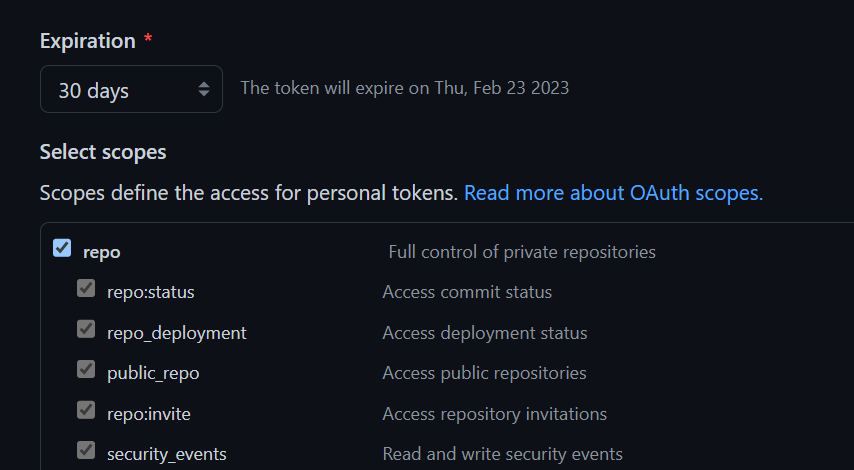 Expiration *
30 days The token will expire on Thu, Feb 23 2023
Select scopes
Scopes define the access for personal tokens. Read more about OAuth scopes.
repo Full control of private repositories
repo:status Access commit status
repo_deployment Access deployment status
public_repo Access public repositories
repo:invite Access repository invitations
security_events Read and write security events